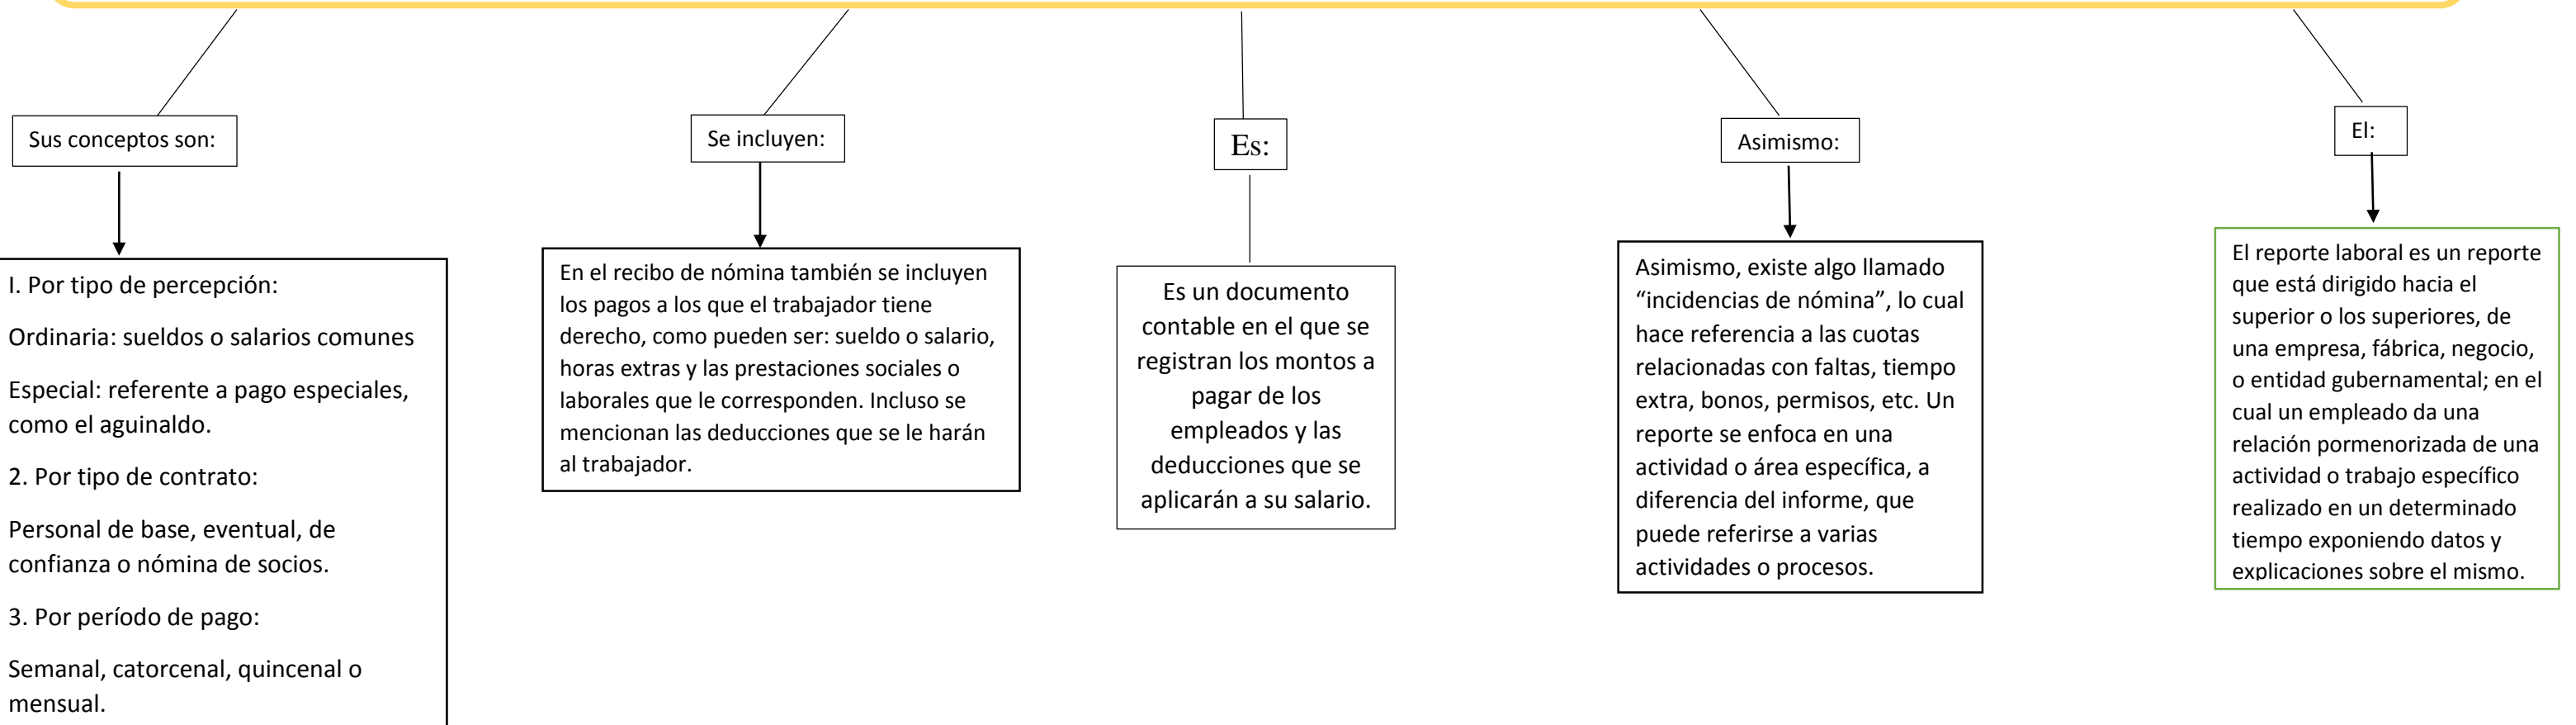 Sus conceptos son:
I. Por tipo de percepción:
Ordinaria: sueldos o salarios comunes
Especial: referente a pago especiales,
como el aguinaldo.
2. Por tipo de contrato:
Personal de base, eventual, de
confianza o nómina de socios.
3. Por período de pago:
Semanal, catorcenal, quincenal o
mensual.
Se incluyen:
En el recibo de nómina también se incluyen
los pagos a los que el trabajador tiene
derecho, como pueden ser: sueldo o salario,
horas extras y las prestaciones sociales o
laborales que le corresponden. Incluso se
mencionan las deducciones que se le harán
al trabajador.
Es:
Es un documento
contable en el que se
registran los montos a
pagar de los
empleados y las
deducciones que se
aplicarán a su salario.
Asimismo:
Asimismo, existe algo llamado
“incidencias de nómina”, lo cual
hace referencia a las cuotas
relacionadas con faltas, tiempo
extra, bonos, permisos, etc. Un
reporte se enfoca en una
actividad o área específica, a
diferencia del informe, que
puede referirse a varias
actividades o procesos.
El:
El reporte laboral es un reporte
que está dirigido hacia el
superior o los superiores, de
una empresa, fábrica, negocio,
o entidad gubernamental; en el
cual un empleado da una
relación pormenorizada de una
actividad o trabajo específico
realizado en un determinado
tiempo exponiendo datos y
explicaciones sobre el mismo.